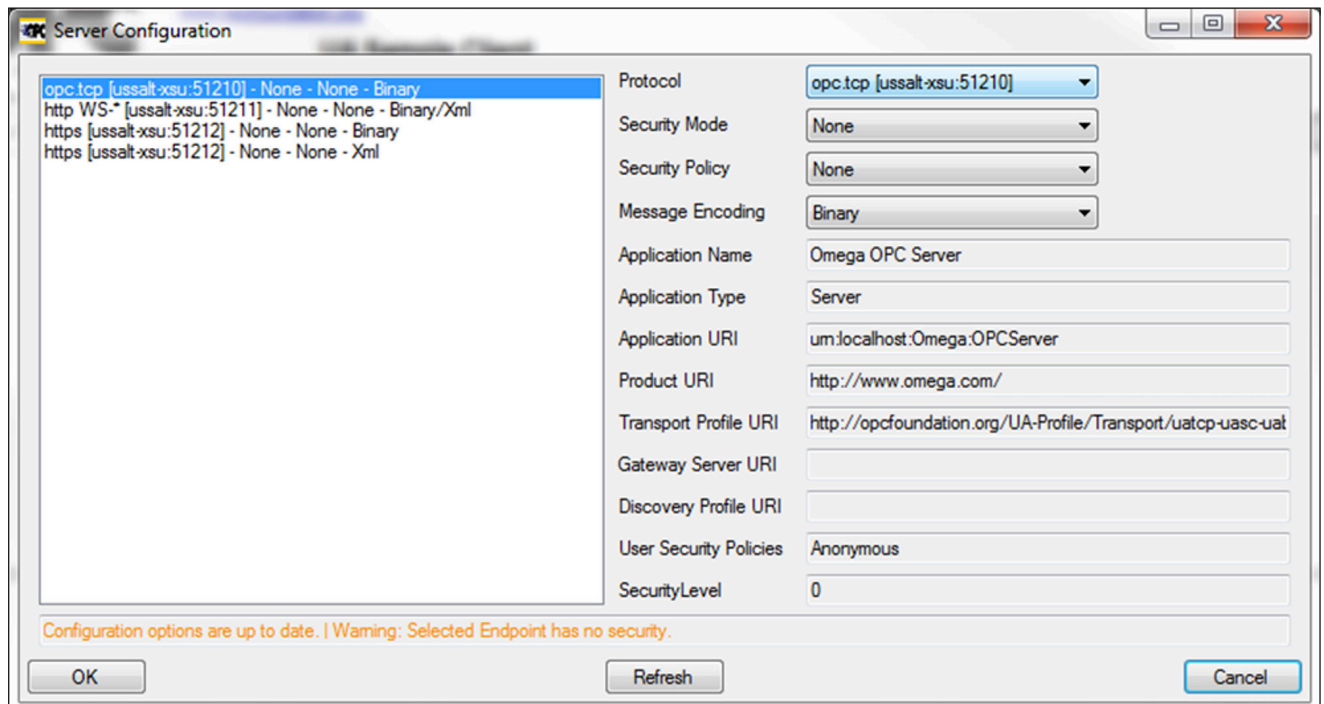 OPC Server Configuration
opc.tcp [ussalt-xsu:51210] - None - None - Binary
http WS-* [ussalt-xsu:51211] - None - None - Binary/Xml
https [ussalt-xsu:51212] - None - None - Binary
https [ussalt-xsu:51212] - None - None - Xml
Protocol opc.tcp [ussalt-xsu:51210]
Security Mode None
Security Policy None
Message Encoding Binary
Application Name Omega OPC Server
Application Type Server
Application URI urn:localhost:Omega:OPCServer
Product URI http://www.omega.com/
Transport Profile URI http://opcfoundation.org/UA-Profile/Transport/uatcp-uasc-uab
Gateway Server URI
Discovery Profile URI
User Security Policies Anonymous
SecurityLevel 0
Configuration options are up to date. | Warning: Selected Endpoint has no security.
OK Refresh Cancel